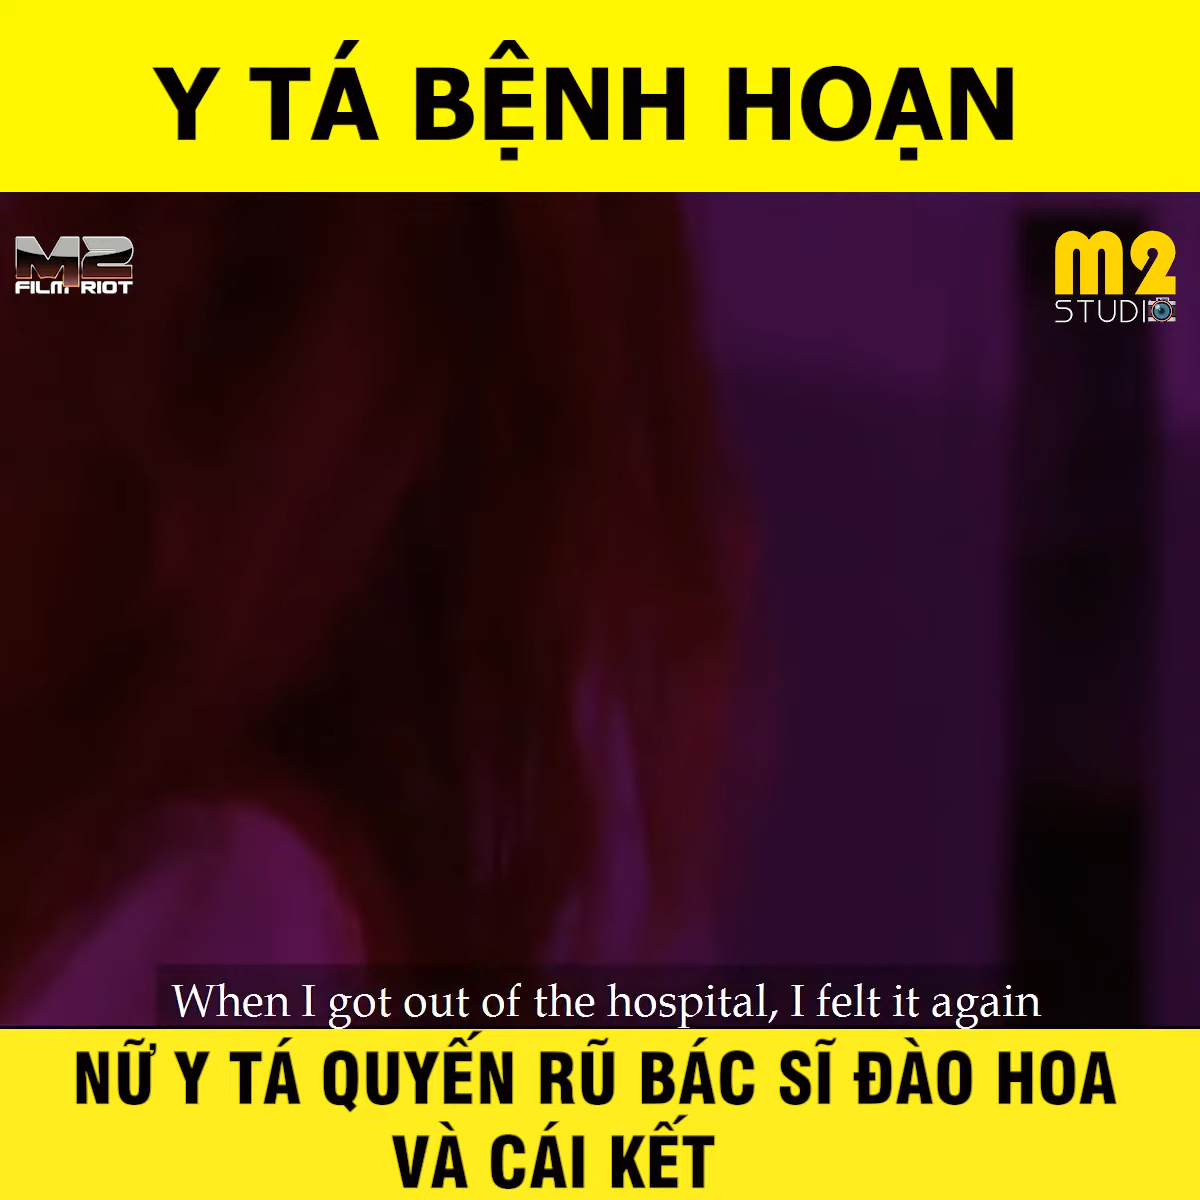 Y TÁ BỆNH HOẠN
M2
FILM RIOT
M2
STUDIO
When I got out of the hospital, I felt it again
NỮ Y TÁ QUYẾN RŨ BÁC SĨ ĐÀO HOA
VÀ CÁI KẾT